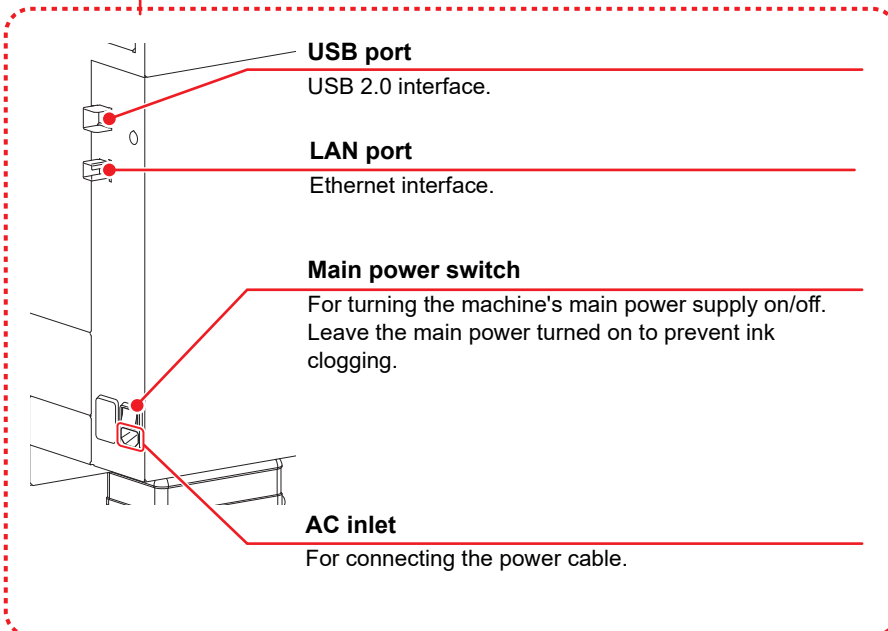 USB port
USB 2.0 interface.
LAN port
Ethernet interface.
Main power switch
For turning the machine's main power supply on/off.
Leave the main power turned on to prevent ink
clogging.
AC inlet
For connecting the power cable.